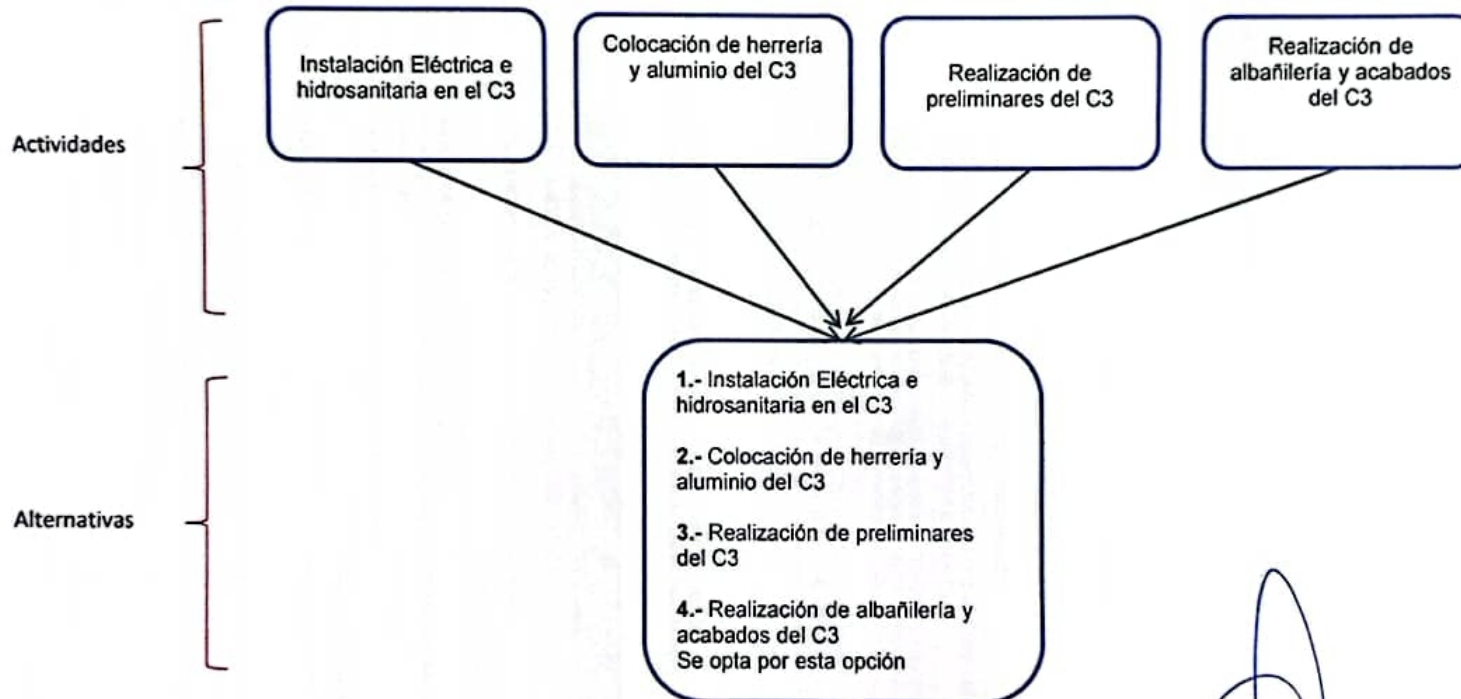 Actividades
Instalación Eléctrica e
hidrosanitaria en el C3
Colocación de herrería
y aluminio del C3
Realización de
preliminares del C3
Realización de
albañilería y acabados
del C3
Alternativas
1.- Instalación Eléctrica e
hidrosanitaria en el C3
2.- Colocación de herrería y
aluminio del C3
3.- Realización de preliminares
del C3
4.- Realización de albañilería y
acabados del C3
Se opta por esta opción